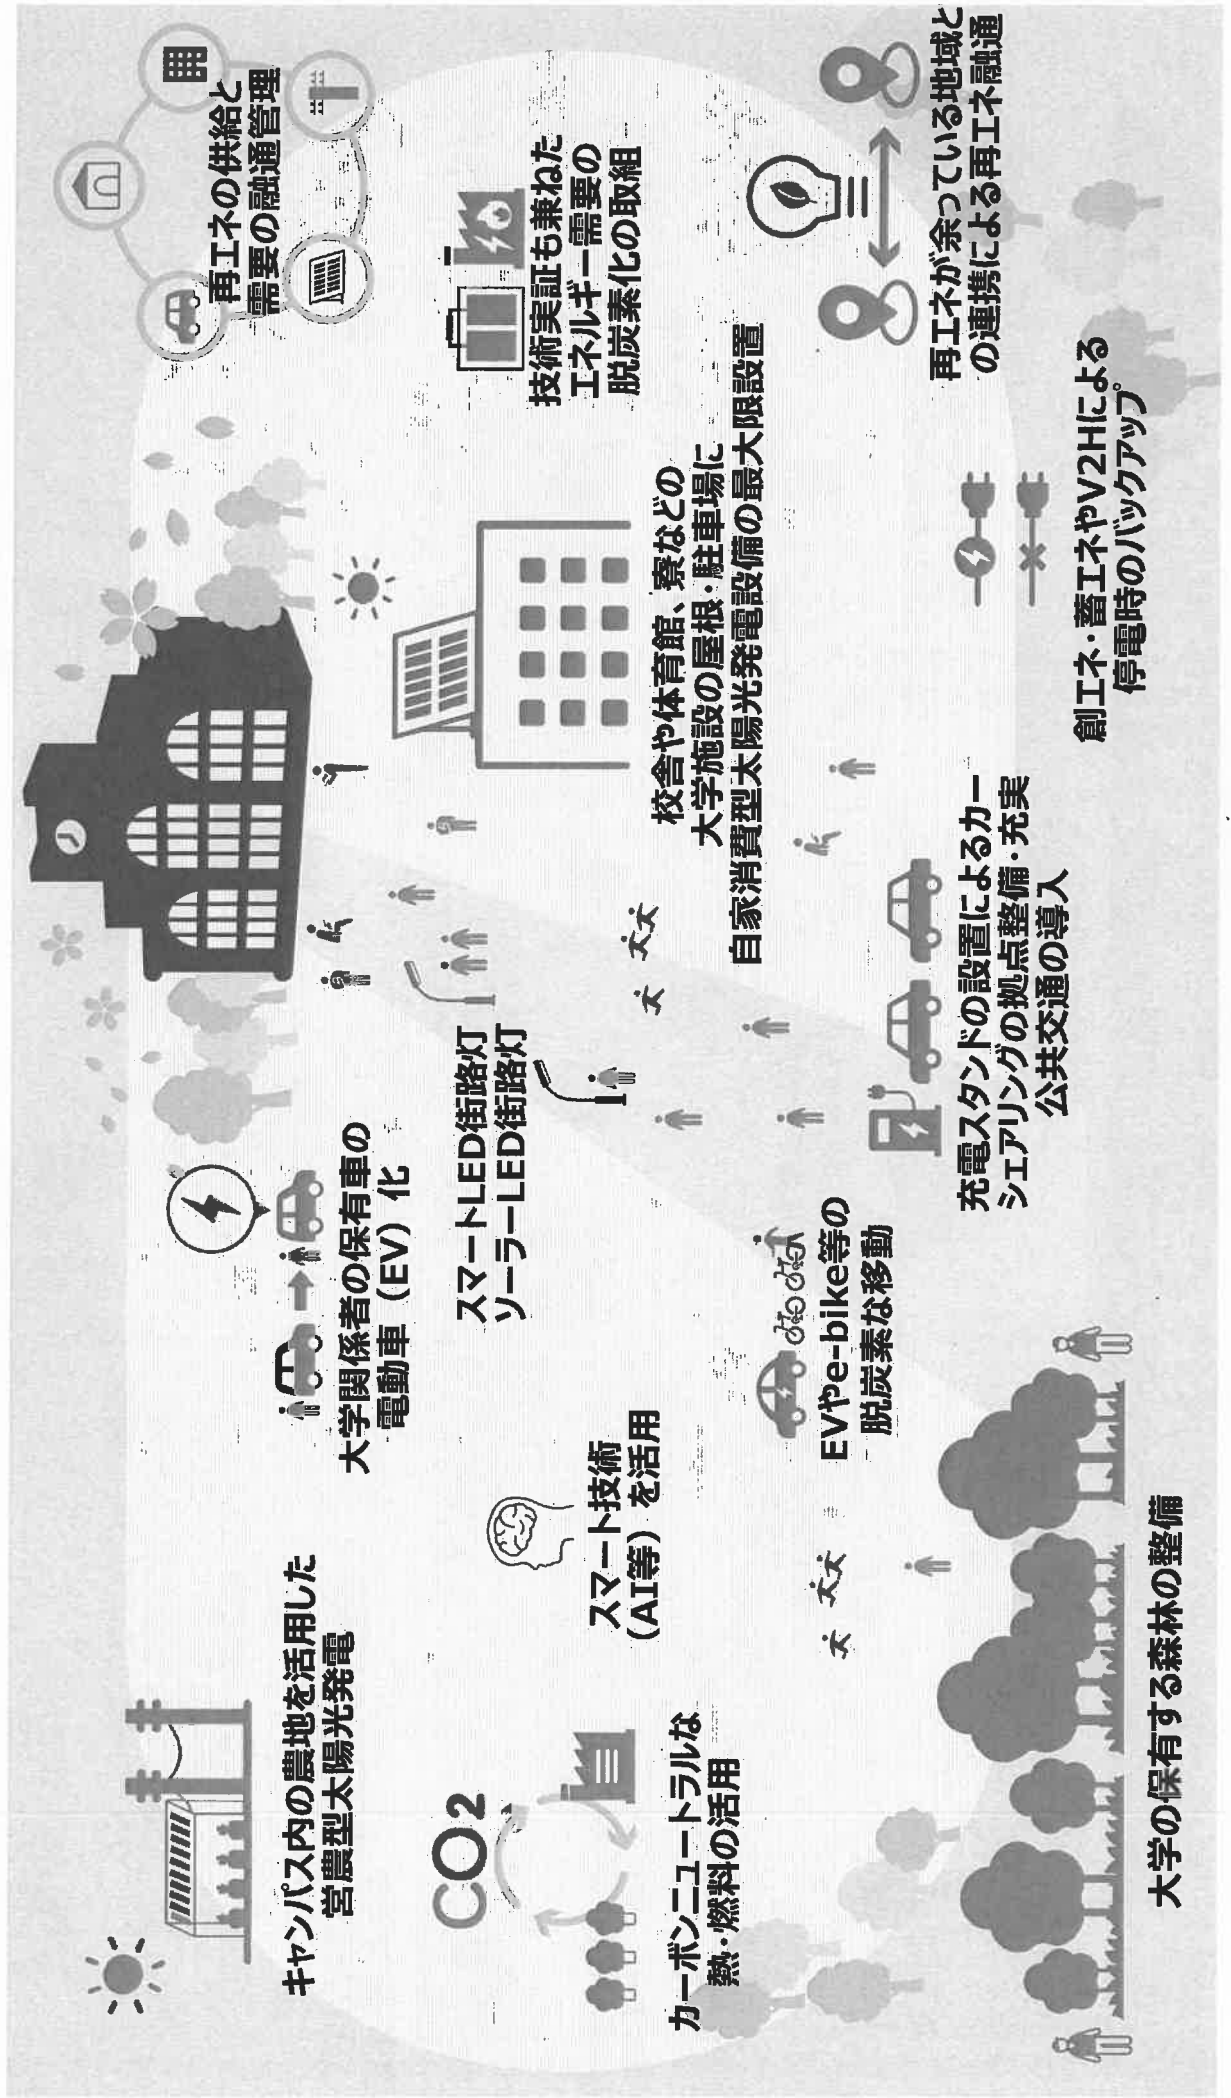 キャンパス内の農地を活用した
営農型太陽光発電
大学関係者の保有車の
電動車（EV）化
再エネの供給と
需要の融通管理
CO2
スマートLED街路灯
ソーラーLED街路灯
技術実証も兼ねた
エネルギー需要の
脱炭素化の取組
スマート技術
（AI等）を活用
カーボンニュートラルな
熱・燃料の活用
校舎や体育館、寮などの
大学施設の屋根・駐車場に
自家消費型太陽光発電設備の最大限設置
EVやe-bike等の
脱炭素な移動
再エネが余っている地域と
の連携による再エネ融通
充電スタンドの設置によるカー
シェアリングの拠点整備・充実
公共交通の導入
創エネ・蓄エネやV2Hによる
停電時のバックアップ
大学の保有する森林の整備